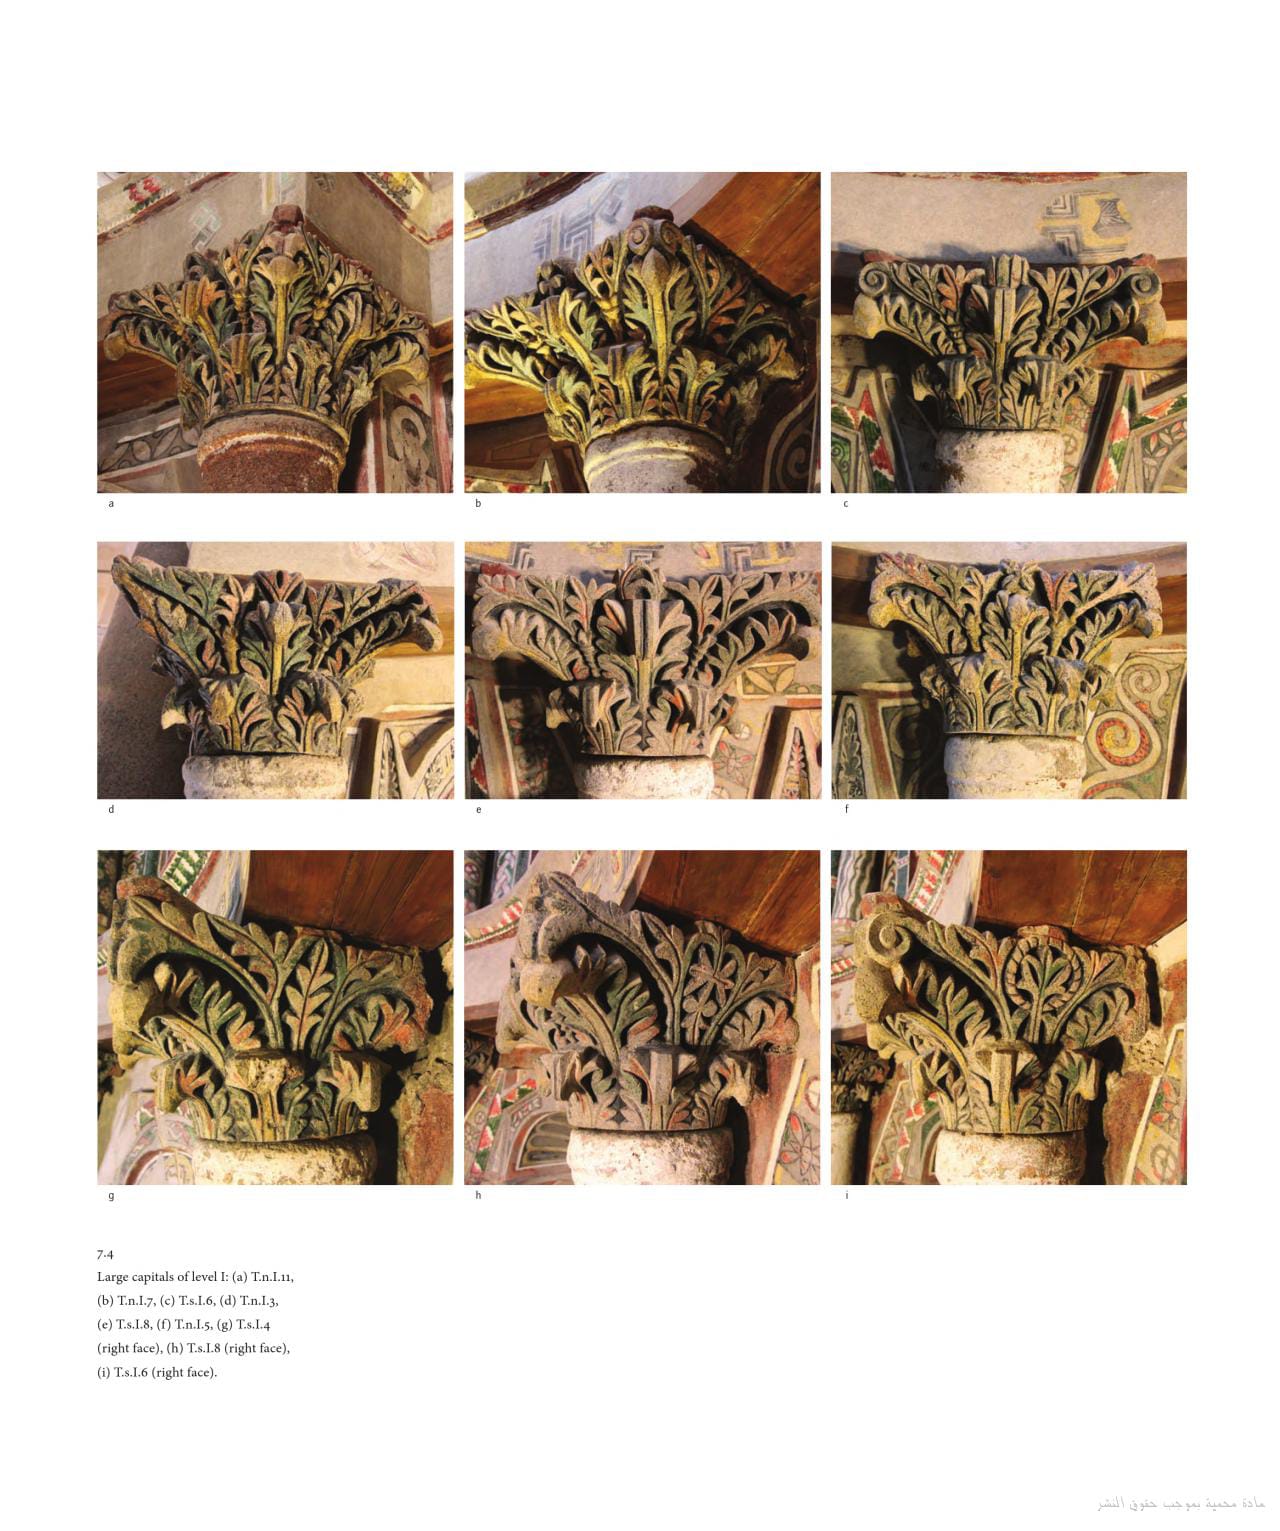 a
b
c
d
e
f
g
h
i
7.4
Large capitals of level I: (a) T.n.I.11,
(b) T.n.I.7, (c) T.s.I.6, (d) T.n.I.3,
(e) T.s.I.8, (f) T.n.I.5, (g) T.s.I.4
(right face), (h) T.s.I.8 (right face),
(i) T.s.I.6 (right face).
مادة محمية بموجب حقوق النشر